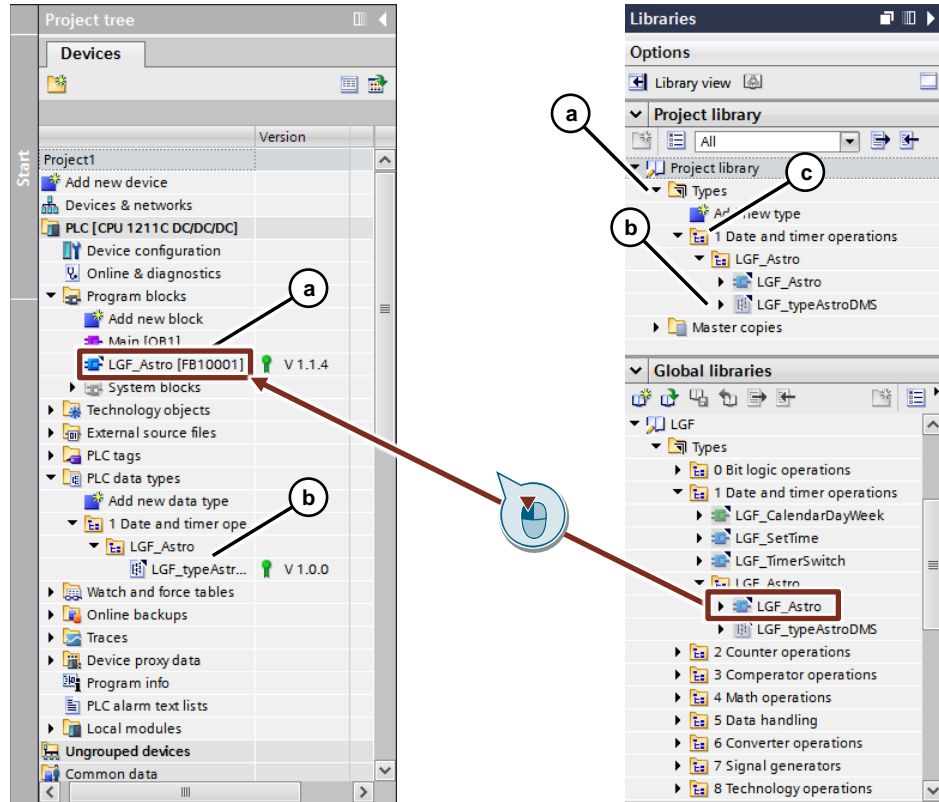 Project tree
Devices
Start
Version
Project1
Add new device
Devices & networks
PLC [CPU 1211C DC/DC/DC]
Device configuration
Online & diagnostics
Program blocks
a
Add new block
Main [OB1]
LGF_Astro [FB10001]
V 1.1.4
System blocks
Technology objects
External source files
PLC tags
PLC data types
Add new data type
b
1 Date and timer ope
LGF_Astro
LGF_typeAstr...
V 1.0.0
Watch and force tables
Online backups
Traces
Device proxy data
Program info
PLC alarm text lists
Local modules
Ungrouped devices
Common data
Libraries
Options
Library view
a
Project library
All
Project library
c
Types
Add new type
b
1 Date and timer operations
LGF_Astro
LGF_Astro
LGF_typeAstroDMS
Master copies
Global libraries
LGF
Types
0 Bit logic operations
1 Date and timer operations
LGF_CalendarDayWeek
LGF_SetTime
LGF_TimerSwitch
LGF_Astro
LGF_Astro
LGF_typeAstroDMS
2 Counter operations
3 Comperator operations
4 Math operations
5 Data handling
6 Converter operations
7 Signal generators
8 Technology operations